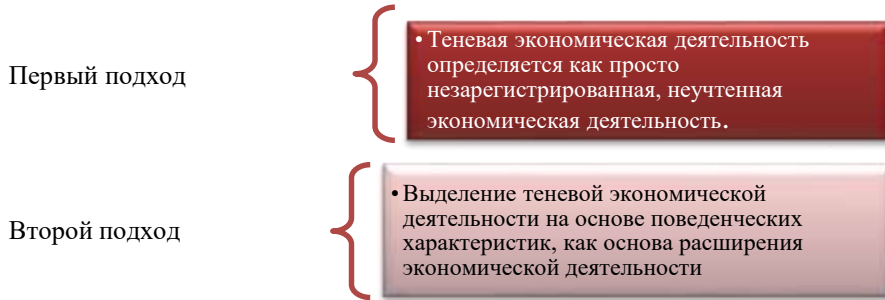 Первый подход
• Теневая экономическая деятельность
определяется как просто
незарегистрированная, неучтенная
экономическая деятельность.
Второй подход
• Выделение теневой экономической
деятельности на основе поведенческих
характеристик, как основа расширения
экономической деятельности